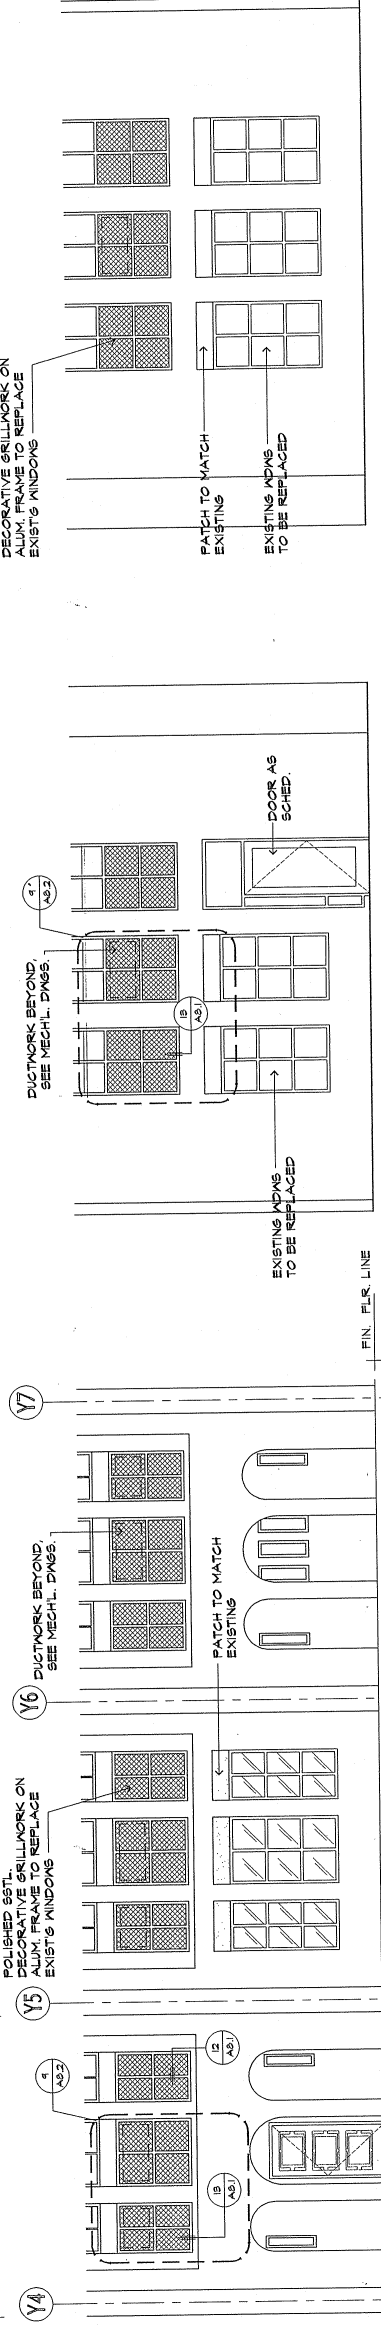 Y4
9
A8.2
13
A8.1
12
A8.1
Y5
POLISHED SSTL.
DECORATIVE GRILLWORK ON
ALUM. FRAME TO REPLACE
EXIST'G WINDOWS
PATCH TO MATCH
EXISTING
Y6
DUCTWORK BEYOND,
SEE MECH'L. DWGS.
Y7
FIN. FLR. LINE
EXISTING WDWS
TO BE REPLACED
DUCTWORK BEYOND,
SEE MECH'L. DWGS.
13
A8.1
9'
A8.2
DOOR AS
SCHED.
DECORATIVE GRILLWORK ON
ALUM. FRAME TO REPLACE
EXIST'G WINDOWS
PATCH TO MATCH
EXISTING
EXISTING WDWS
TO BE REPLACED